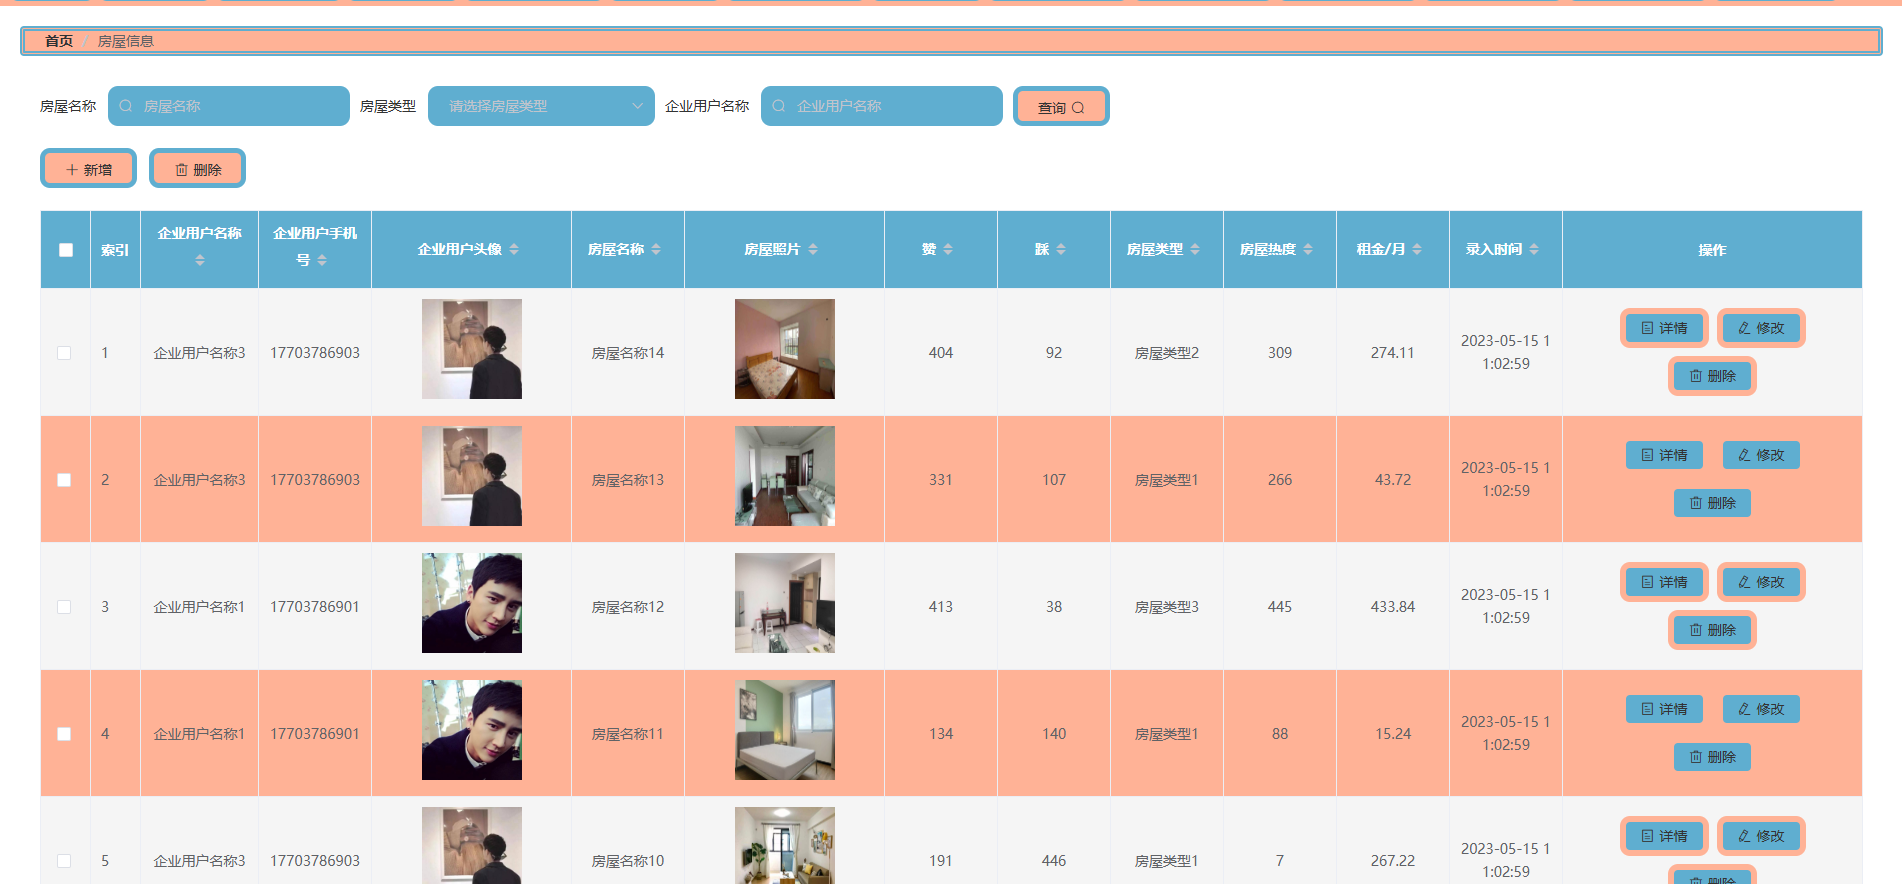 首页 / 房屋信息
房屋名称 房屋名称 房屋类型 请选择房屋类型 企业用户名称 企业用户名称 查询
新增 删除
索引 企业用户名称 企业用户手机号 企业用户头像 房屋名称 房屋照片 赞 踩 房屋类型 房屋热度 租金/月 录入时间 操作
1 企业用户名称3 17703786903 房屋名称14 404 92 房屋类型2 309 274.11 2023-05-15 11:02:59 详情 修改
删除
2 企业用户名称3 17703786903 房屋名称13 331 107 房屋类型1 266 43.72 2023-05-15 11:02:59 详情 修改
删除
3 企业用户名称1 17703786901 房屋名称12 413 38 房屋类型3 445 433.84 2023-05-15 11:02:59 详情 修改
删除
4 企业用户名称1 17703786901 房屋名称11 134 140 房屋类型1 88 15.24 2023-05-15 11:02:59 详情 修改
删除
5 企业用户名称3 17703786903 房屋名称10 191 446 房屋类型1 7 267.22 2023-05-15 11:02:59 详情 修改
删除